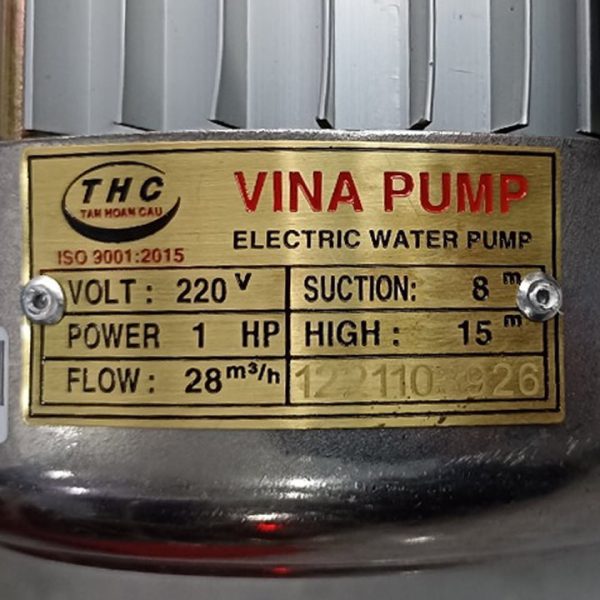 THC
TAN HOAN CAU
ISO 9001:2015
VINA PUMP
ELECTRIC WATER PUMP
VOLT : 220 V
SUCTION: 8 m
POWER 1 HP
HIGH : 15 m
FLOW : 28 m³/h